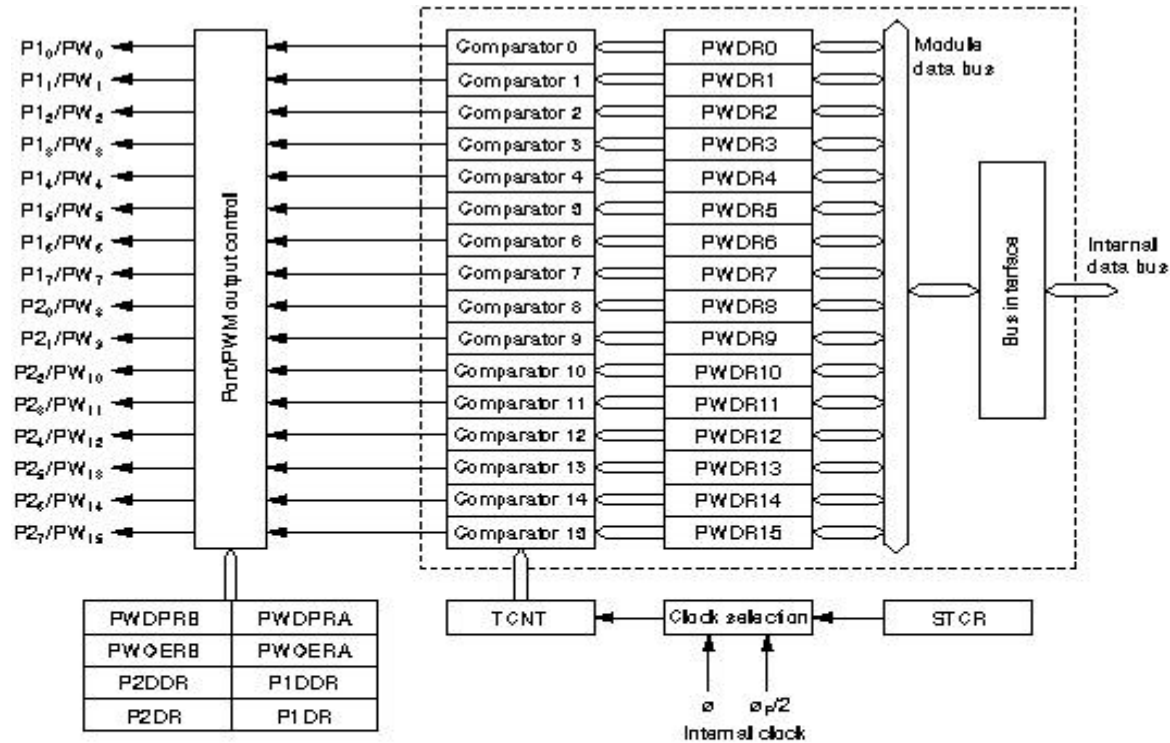 P1₀/PW₀ Comparator 0 PWDR0 Module
data bus
P1₁/PW₁ Comparator 1 PWDR1
P1₂/PW₂ Comparator 2 PWDR2
P1₃/PW₃ Comparator 3 PWDR3
P1₄/PW₄ Comparator 4 PWDR4
P1₅/PW₅ Comparator 5 PWDR5
P1₆/PW₆ Comparator 6 PWDR6
P1₇/PW₇ Comparator 7 PWDR7
P2₀/PW₈ Comparator 8 PWDR8
P2₁/PW₉ Comparator 9 PWDR9
P2₂/PW₁₀ Comparator 10 PWDR10
P2₃/PW₁₁ Comparator 11 PWDR11
P2₄/PW₁₂ Comparator 12 PWDR12
P2₅/PW₁₃ Comparator 13 PWDR13
P2₆/PW₁₄ Comparator 14 PWDR14
P2₇/PW₁₅ Comparator 15 PWDR15
Port/PWM output control
Bus interface
Internal
data bus
PWDPRB PWDPRA TCNT Clock selection STCR
PWOERB PWOERA
P2DDR P1DDR
P2DR P1DR
ø øₚ/2
Internal clock